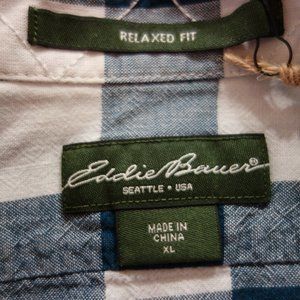 RELAXED FIT
Eddie Bauer®
SEATTLE • USA
MADE IN
CHINA
XL